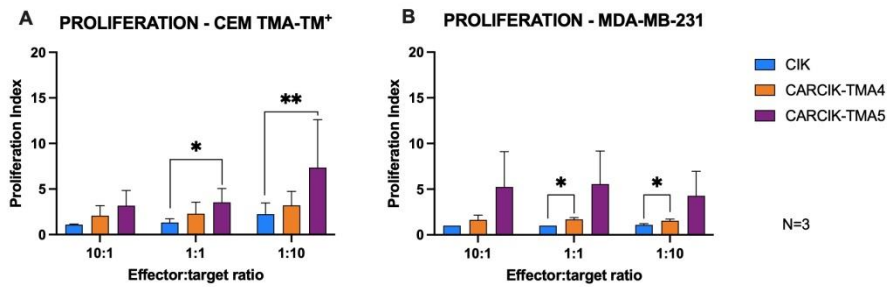 A
PROLIFERATION - CEM TMA-TM⁺
Proliferation Index
20
15
10
5
0
*
**
10:1
1:1
1:10
Effector:target ratio
B
PROLIFERATION - MDA-MB-231
Proliferation Index
20
15
10
5
0
*
*
10:1
1:1
1:10
Effector:target ratio
CIK
CARCIK-TMA4
CARCIK-TMA5
N=3